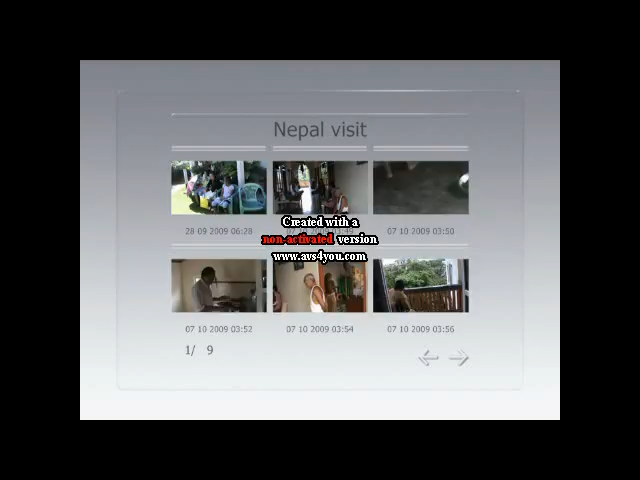 Nepal visit
28 09 2009 06:28
07 10 2009 03:50
Created with a
non-activated version
www.avs4you.com
07 10 2009 03:52
07 10 2009 03:54
07 10 2009 03:56
1/ 9